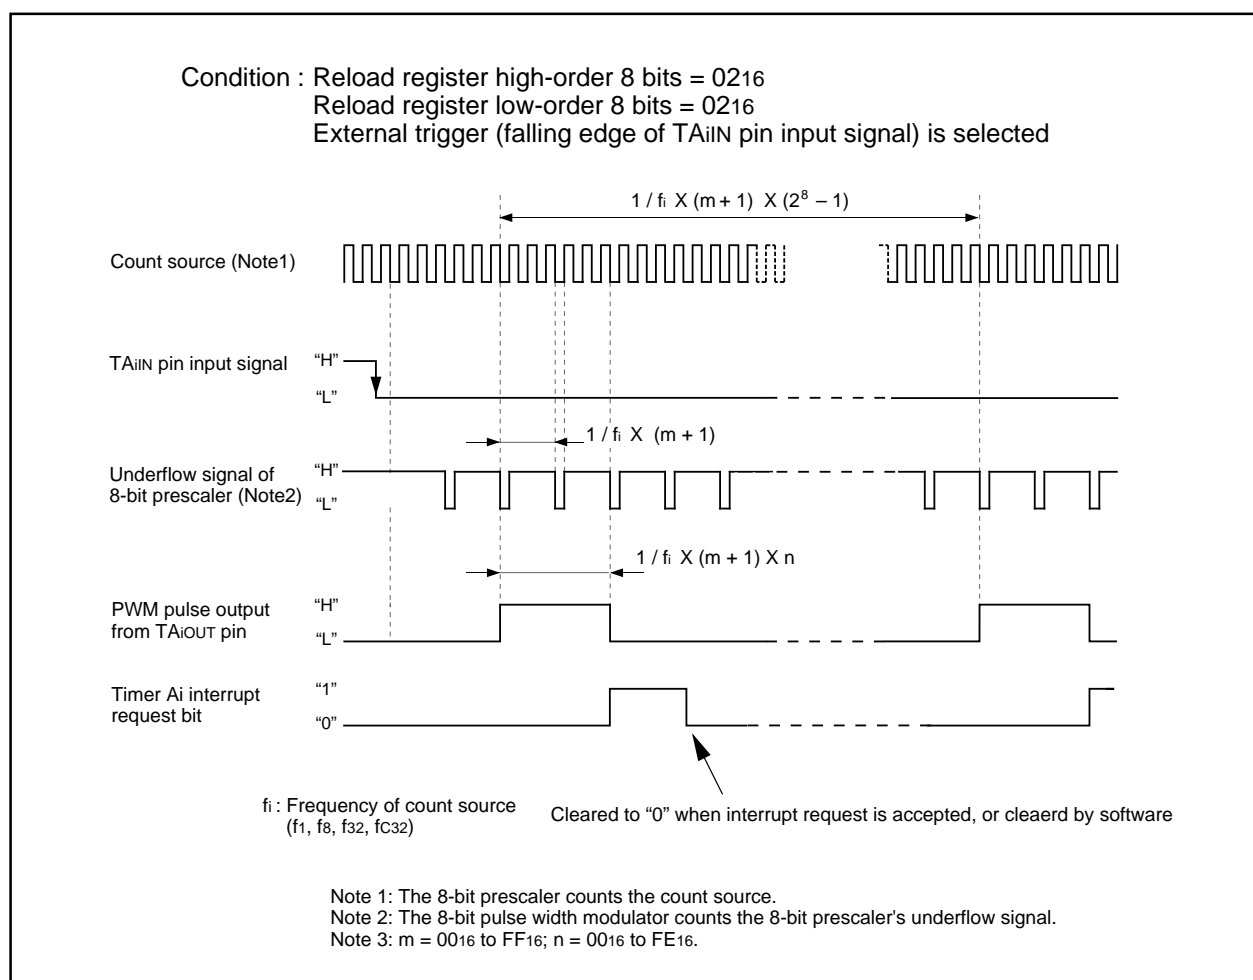 Condition : Reload register high-order 8 bits = 0216
Reload register low-order 8 bits = 0216
External trigger (falling edge of TAiIN pin input signal) is selected
1 / fi X (m + 1) X (2^8 – 1)
Count source (Note1)
TAiIN pin input signal
“H”
“L”
1 / fi X (m + 1)
Underflow signal of
8-bit prescaler (Note2)
“H”
“L”
1 / fi X (m + 1) X n
PWM pulse output
from TAiOUT pin
“H”
“L”
Timer Ai interrupt
request bit
“1”
“0”
fi : Frequency of count source
(f1, f8, f32, fC32)
Cleared to “0” when interrupt request is accepted, or cleaerd by software
Note 1: The 8-bit prescaler counts the count source.
Note 2: The 8-bit pulse width modulator counts the 8-bit prescaler's underflow signal.
Note 3: m = 0016 to FF16; n = 0016 to FE16.